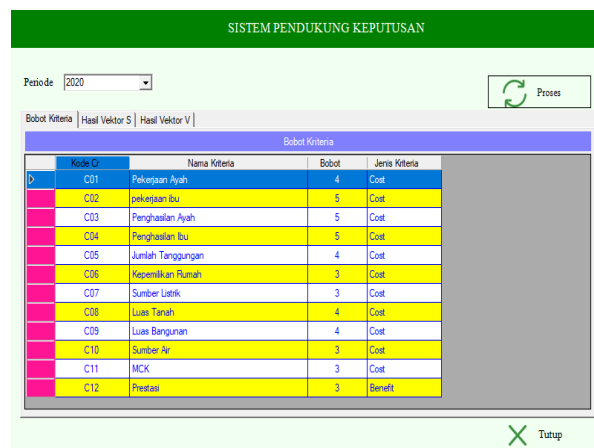 SISTEM PENDUKUNG KEPUTUSAN
Periode 2020
Proses
Bobot Kriteria Hasil Vektor S Hasil Vektor V
Bobot Kriteria
Kode Cr Nama Kriteria Bobot Jenis Kriteria
C01 Pekerjaan Ayah 4 Cost
C02 pekerjaan ibu 5 Cost
C03 Penghasilan Ayah 5 Cost
C04 Penghasilan Ibu 5 Cost
C05 Jumlah Tanggungan 4 Cost
C06 Kepemilikan Rumah 3 Cost
C07 Sumber Listrik 3 Cost
C08 Luas Tanah 4 Cost
C09 Luas Bangunan 4 Cost
C10 Sumber Air 3 Cost
C11 MCK 3 Cost
C12 Prestasi 3 Benefit
Tutup